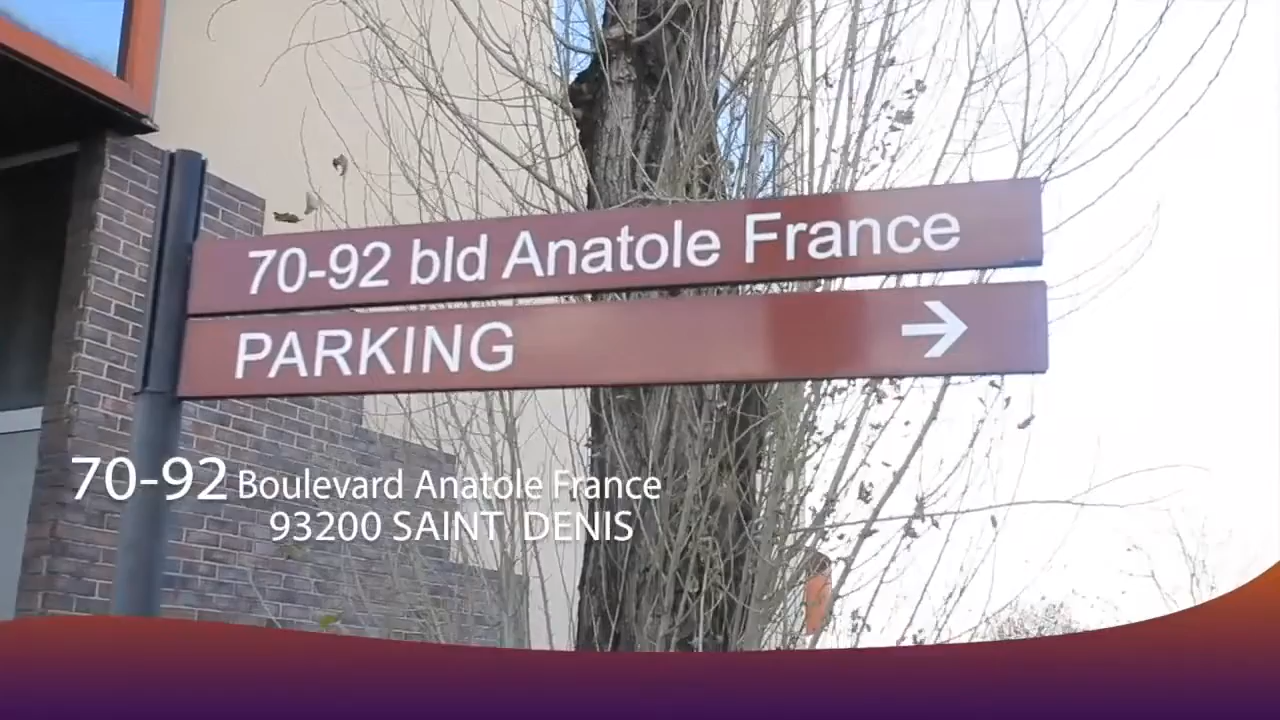 70-92 bld Anatole France
PARKING
70-92 Boulevard Anatole France
93200 SAINT DENIS